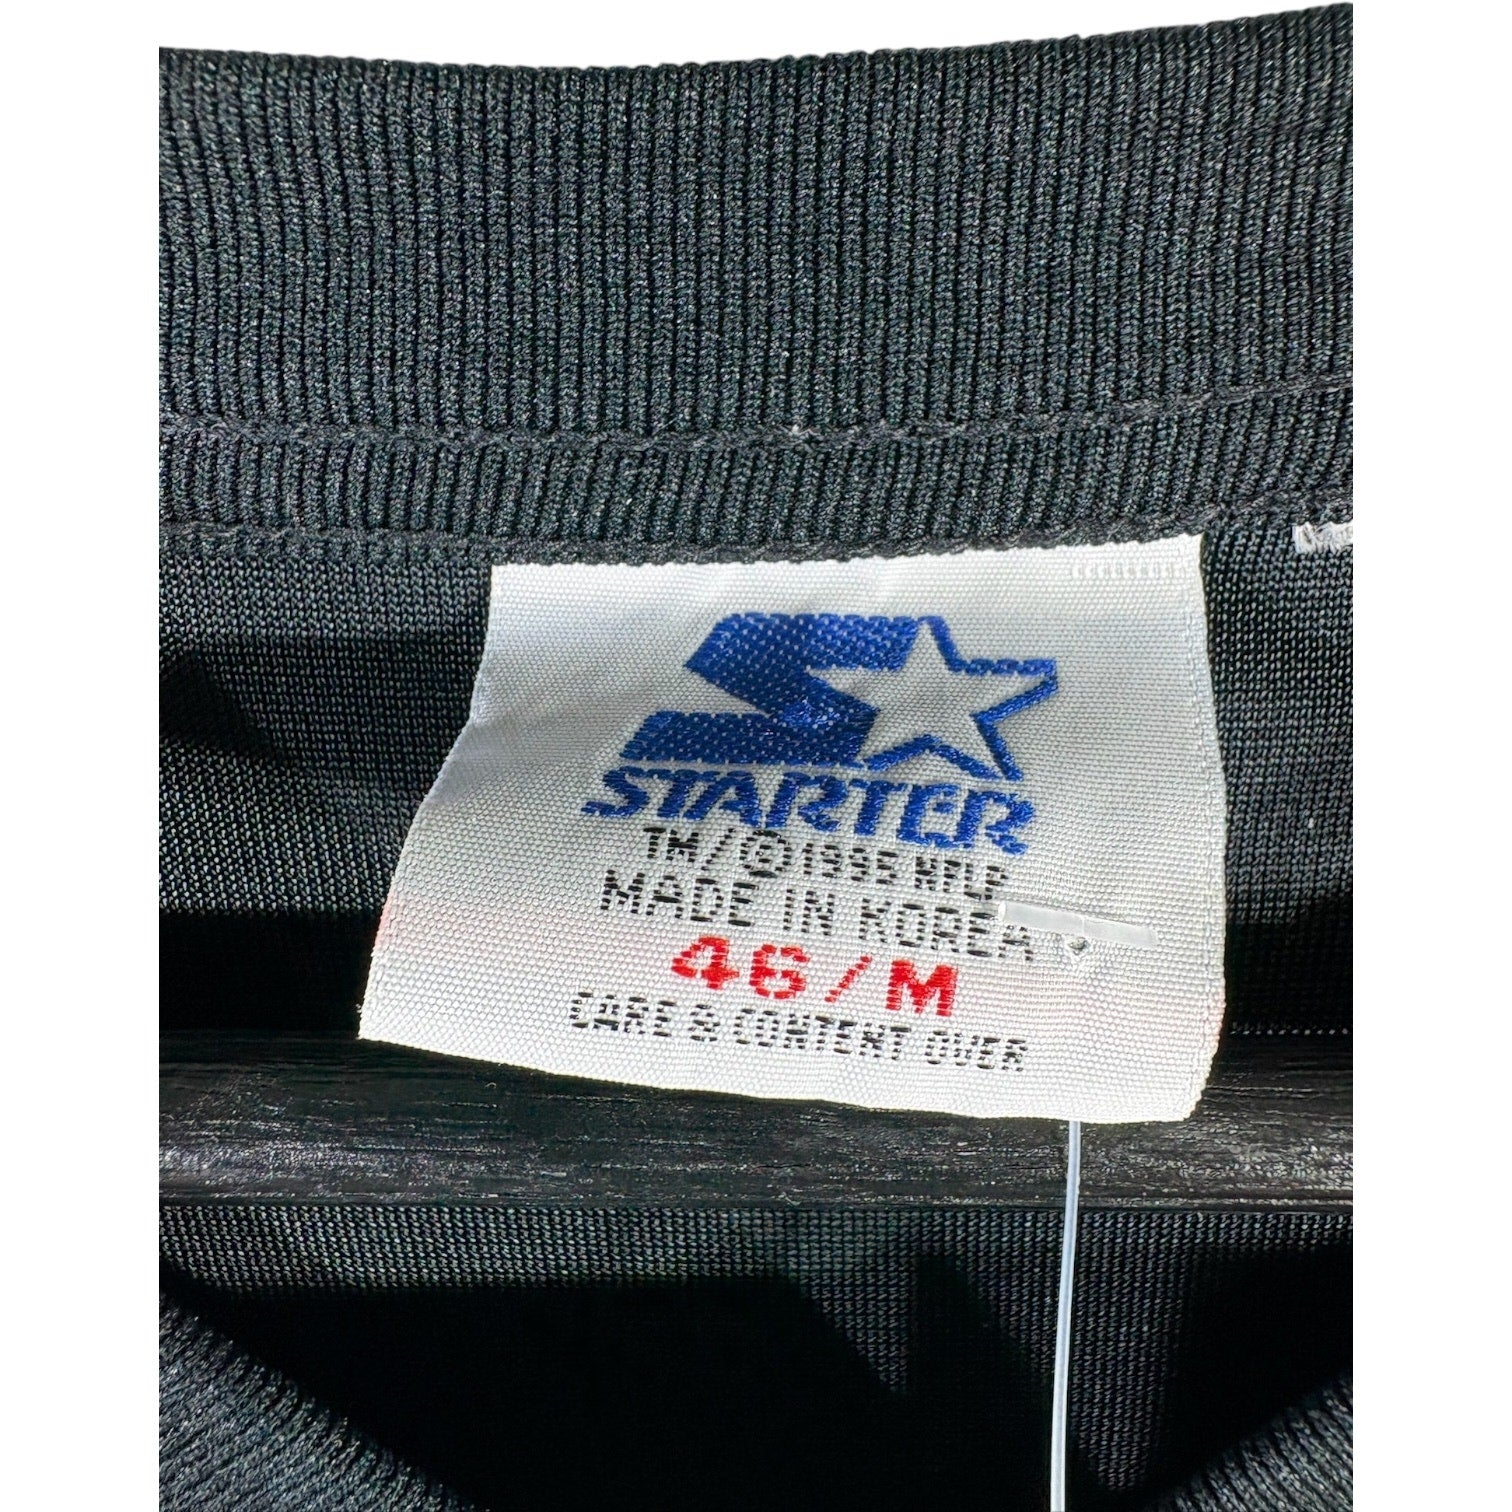 STARTER
TM/©1995 NFLP
MADE IN KOREA
46/M
CARE & CONTENT OVER